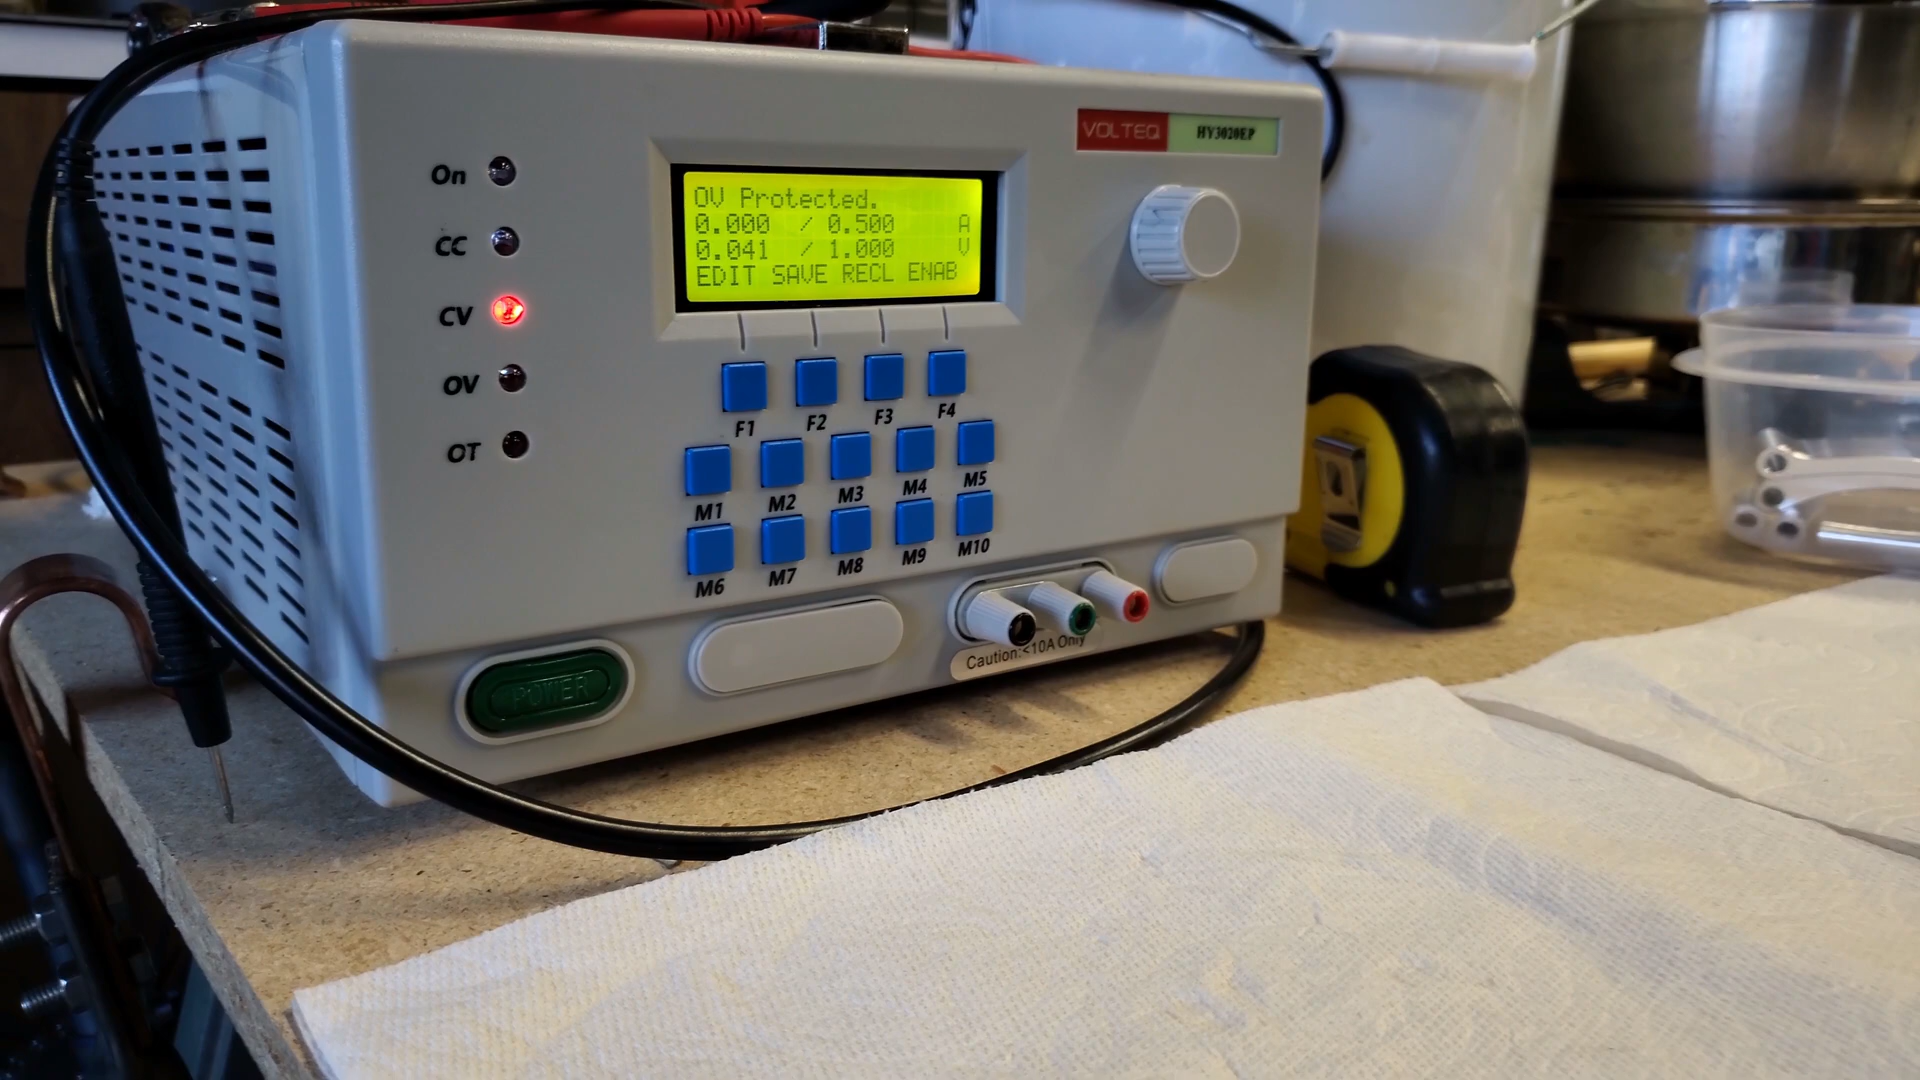 VOLTEQ HY3020EP
On
CC
CV
OV
OT
OV Protected.
0.000 / 0.500 A
0.041 / 1.000 V
EDIT SAVE RECL ENAB
F1 F2 F3 F4
M1 M2 M3 M4 M5
M6 M7 M8 M9 M10
POWER
Caution:<10A Only